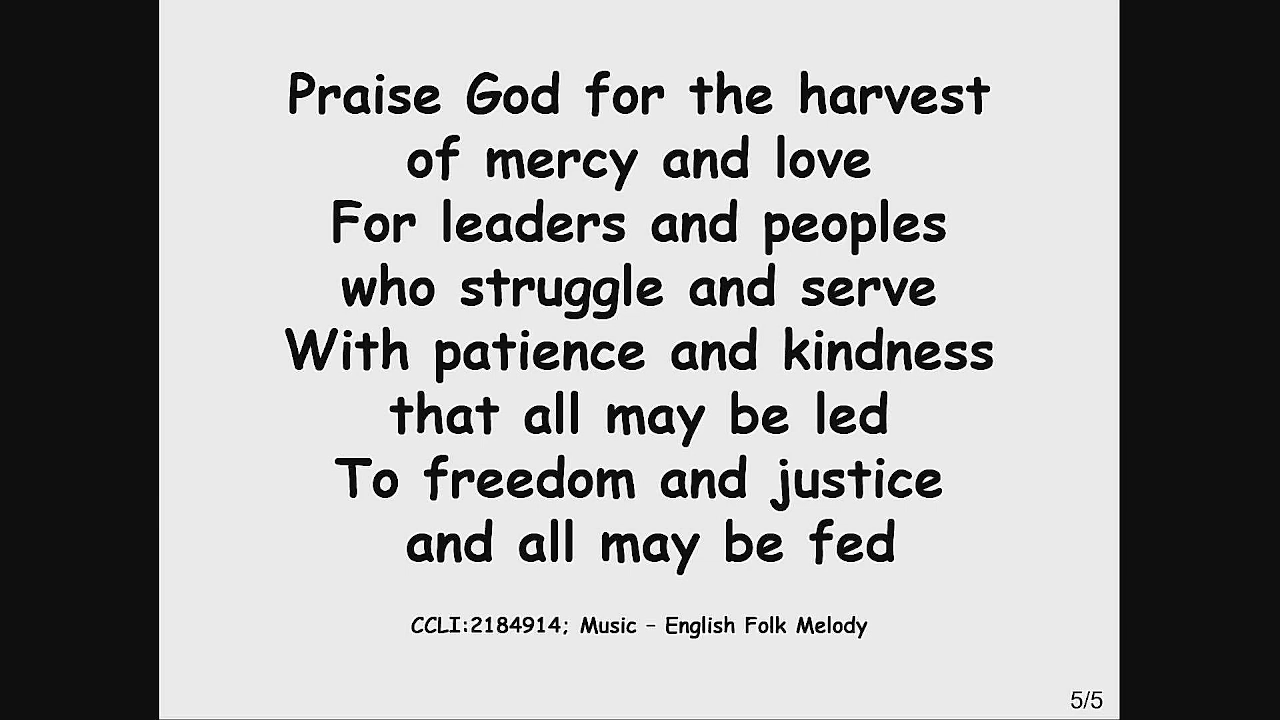 Praise God for the harvest
of mercy and love
For leaders and peoples
who struggle and serve
With patience and kindness
that all may be led
To freedom and justice
and all may be fed
CCLI:2184914; Music - English Folk Melody
5/5